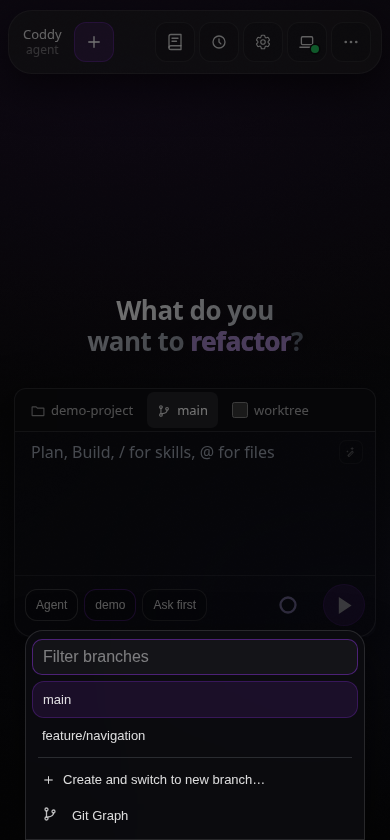 Coddy
agent
What do you
want to refactor?
demo-project main worktree
Plan, Build, / for skills, @ for files
Agent demo Ask first
Filter branches
main
feature/navigation
Create and switch to new branch…
Git Graph